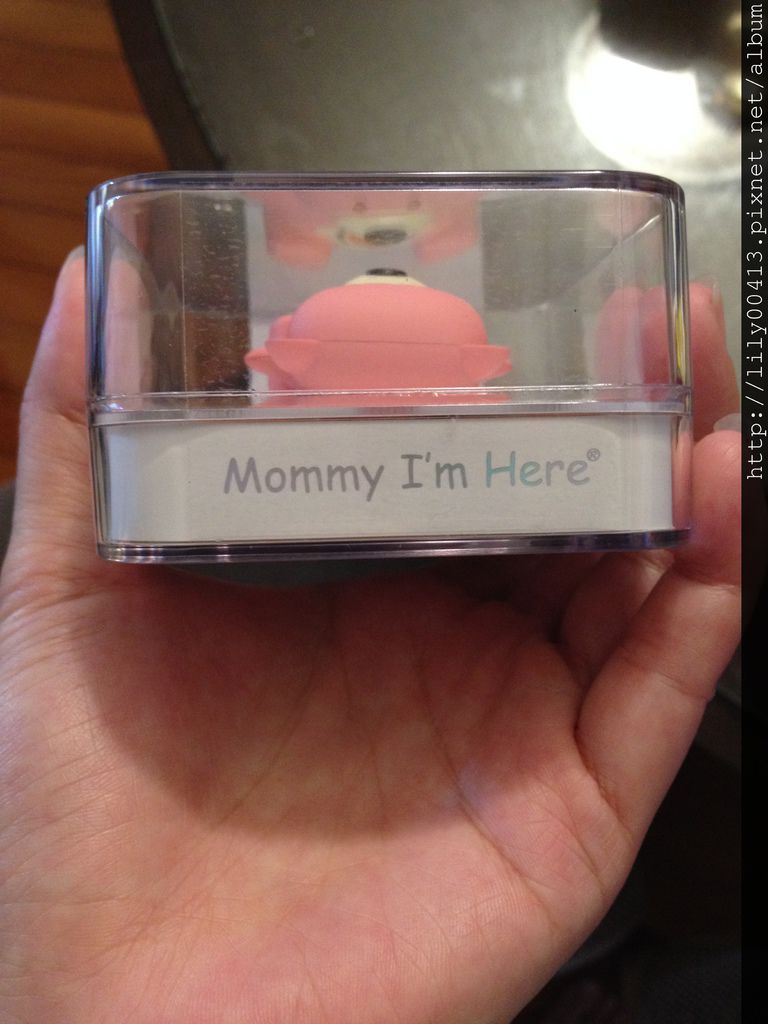 Mommy I'm Here®
http://lily00413.pixnet.net/album